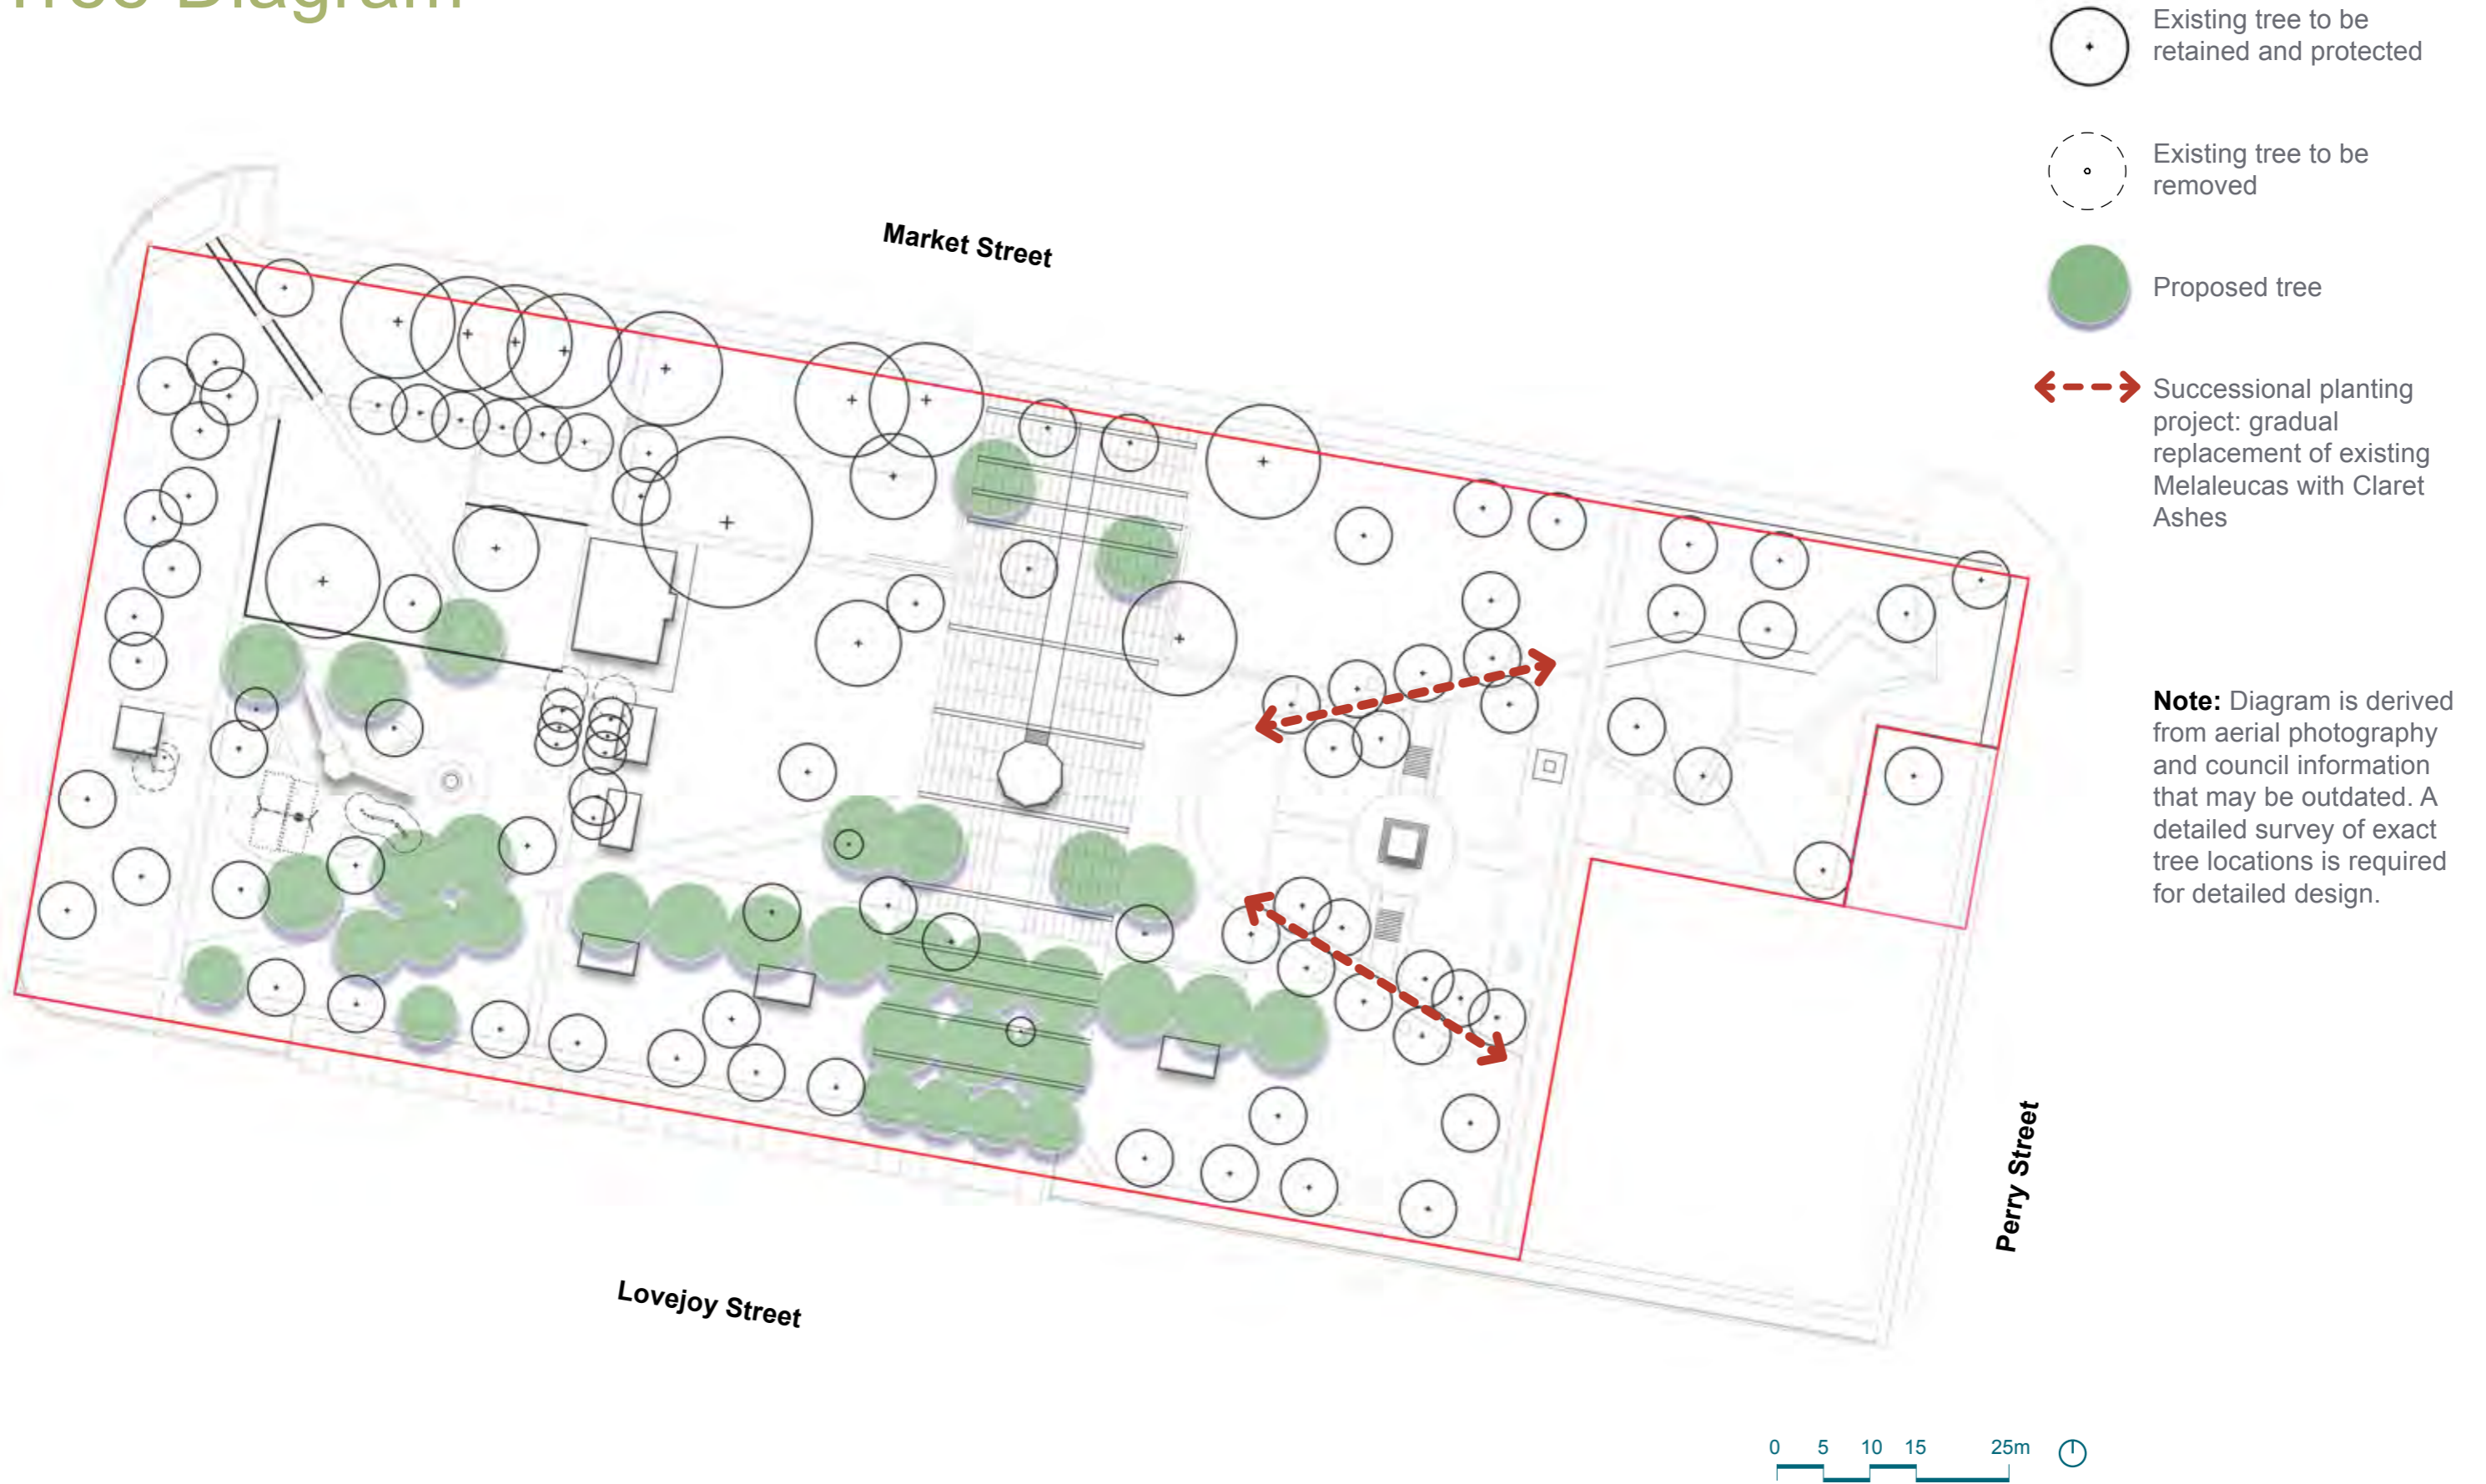 Tree Diagram
Existing tree to be
retained and protected
Existing tree to be
removed
Proposed tree
Successional planting
project: gradual
replacement of existing
Melaleucas with Claret
Ashes
Market Street
Note: Diagram is derived
from aerial photography
and council information
that may be outdated. A
detailed survey of exact
tree locations is required
for detailed design.
Perry Street
Lovejoy Street
0 5 10 15 25m